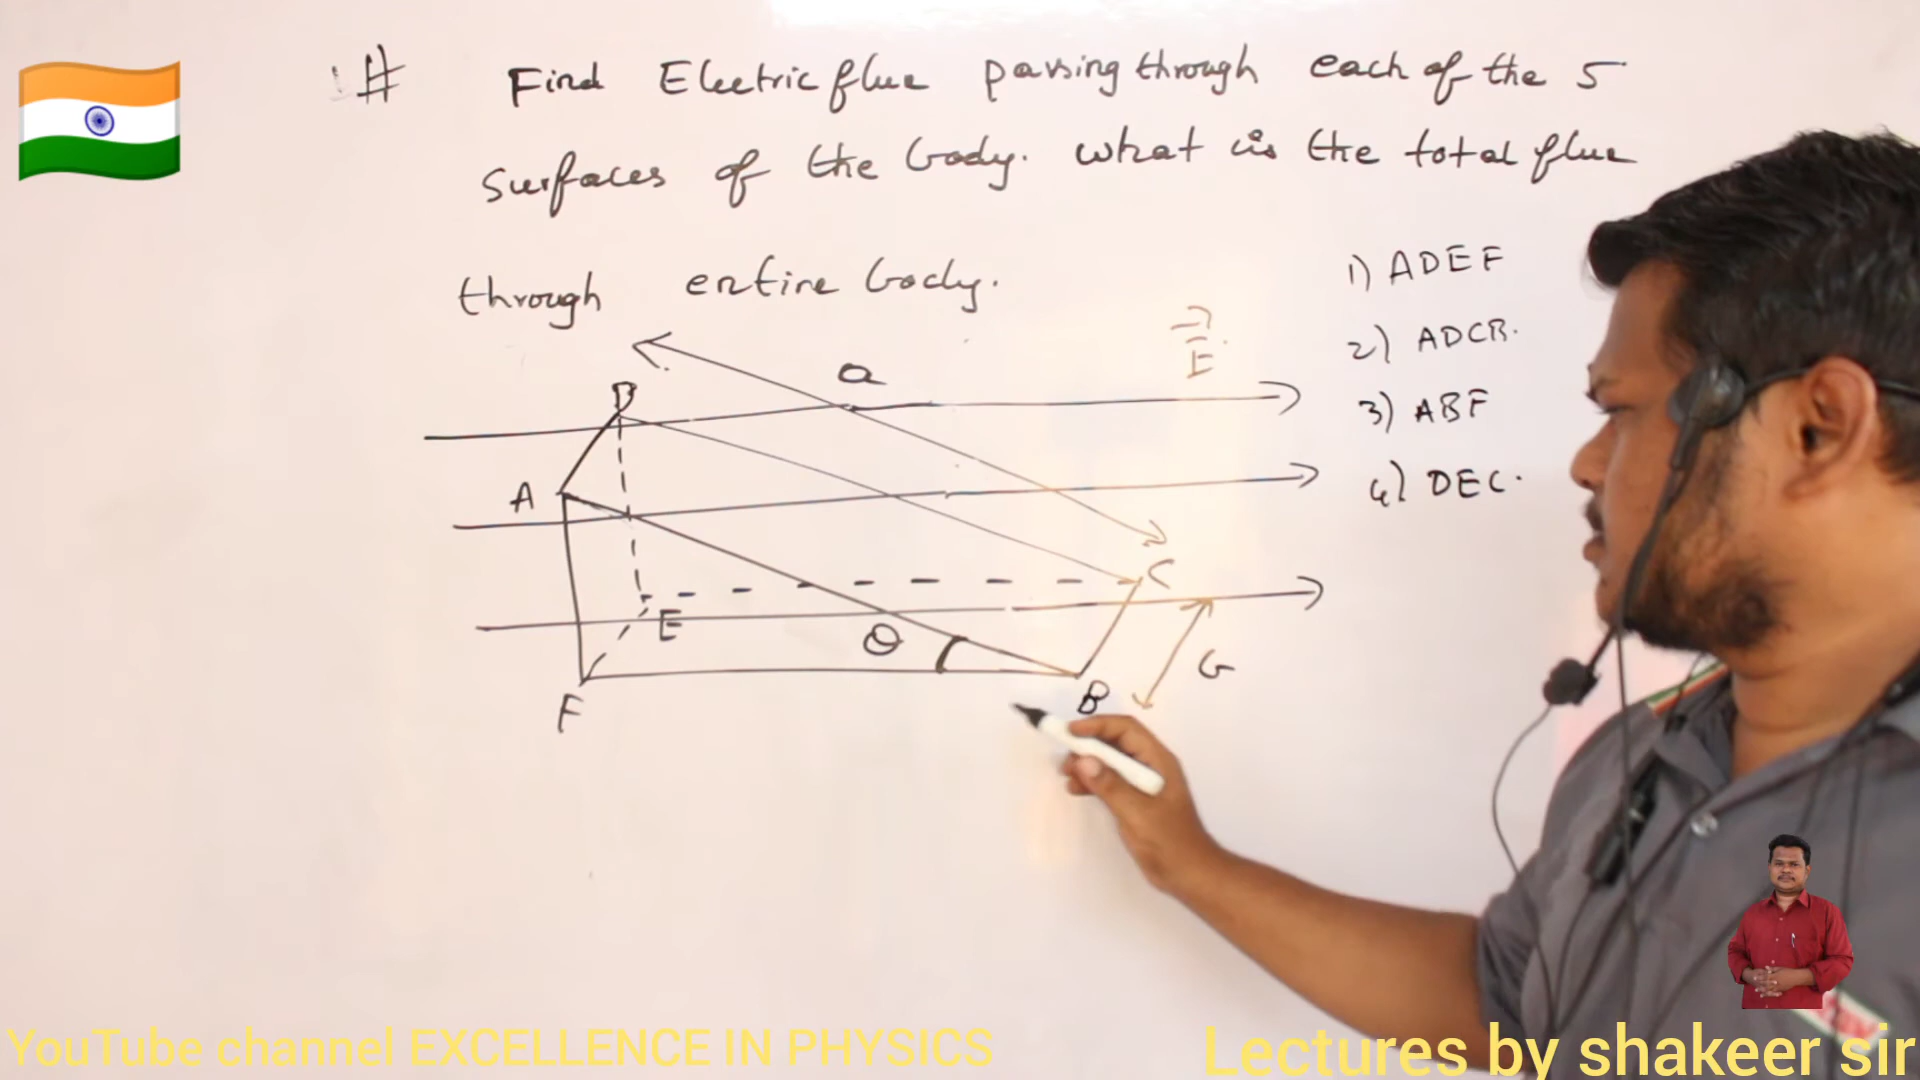 # Find Electric flux passing through each of the 5
surfaces of the body. what is the total flux
through entire body.
1) ADEF
2) ADCB.
3) ABF
4) DEC.
E
a
D
A
C
E
θ
G
F
B
YouTube channel EXCELLENCE IN PHYSICS
Lectures by shakeer sir